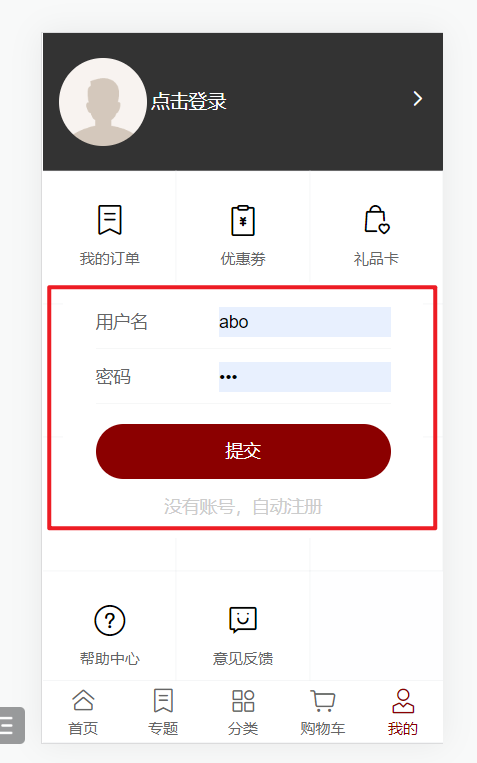 点击登录
我的订单 优惠券 礼品卡
用户名 abo
密码 •••
提交
没有账号，自动注册
帮助中心 意见反馈
首页 专题 分类 购物车 我的